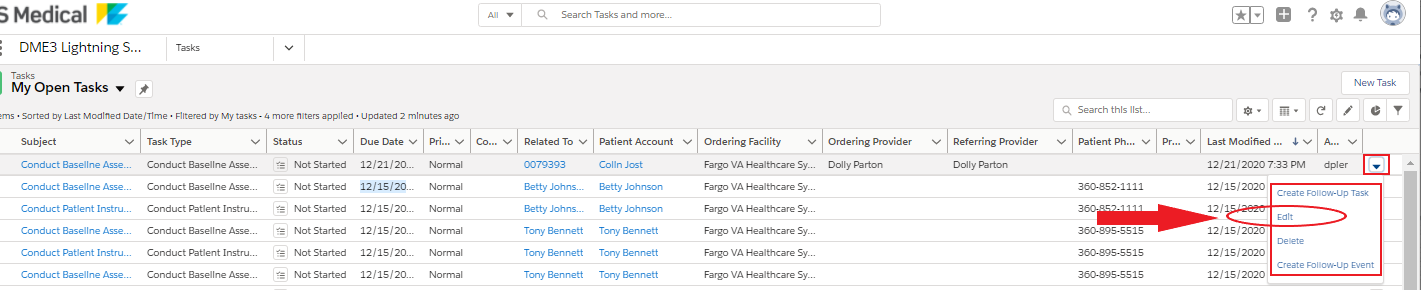 S Medical
All
Search Tasks and more...
DME3 Lightning S...
Tasks
Tasks
My Open Tasks
New Task
ems • Sorted by Last Modified Date/Time • Filtered by My tasks - 4 more filters applied • Updated 2 minutes ago
Search this list...
Subject Task Type Status Due Date Pri... Co... Related To Patient Account Ordering Facility Ordering Provider Referring Provider Patient Ph... Pr... Last Modified ... A...
Conduct Baseline Asse... Conduct Baseline Asse... Not Started 12/21/20... Normal 0079393 Colin Jost Fargo VA Healthcare Sy... Dolly Parton Dolly Parton 12/21/2020 7:33 PM dpler
Conduct Baseline Asse... Conduct Baseline Asse... Not Started 12/15/20... Normal Betty Johns... Betty Johnson Fargo VA Healthcare Sy... 360-852-1111 12/15/2020
Create Follow-Up Task
Conduct Patient Instru... Conduct Patient Instru... Not Started 12/15/20... Normal Betty Johns... Betty Johnson Fargo VA Healthcare Sy... 360-852-1111 12/15/2020
Edit
Conduct Baseline Asse... Conduct Baseline Asse... Not Started 12/15/20... Normal Tony Bennett Tony Bennett Fargo VA Healthcare Sy... 360-895-5515 12/15/2020
Delete
Conduct Patient Instru... Conduct Patient Instru... Not Started 12/15/20... Normal Tony Bennett Tony Bennett Fargo VA Healthcare Sy... 360-895-5515 12/15/2020
Create Follow-Up Event
Conduct Baseline Asse... Conduct Baseline Asse... Not Started 12/15/20... Normal Tony Bennett Tony Bennett Fargo VA Healthcare Sy... 360-895-5515 12/15/2020